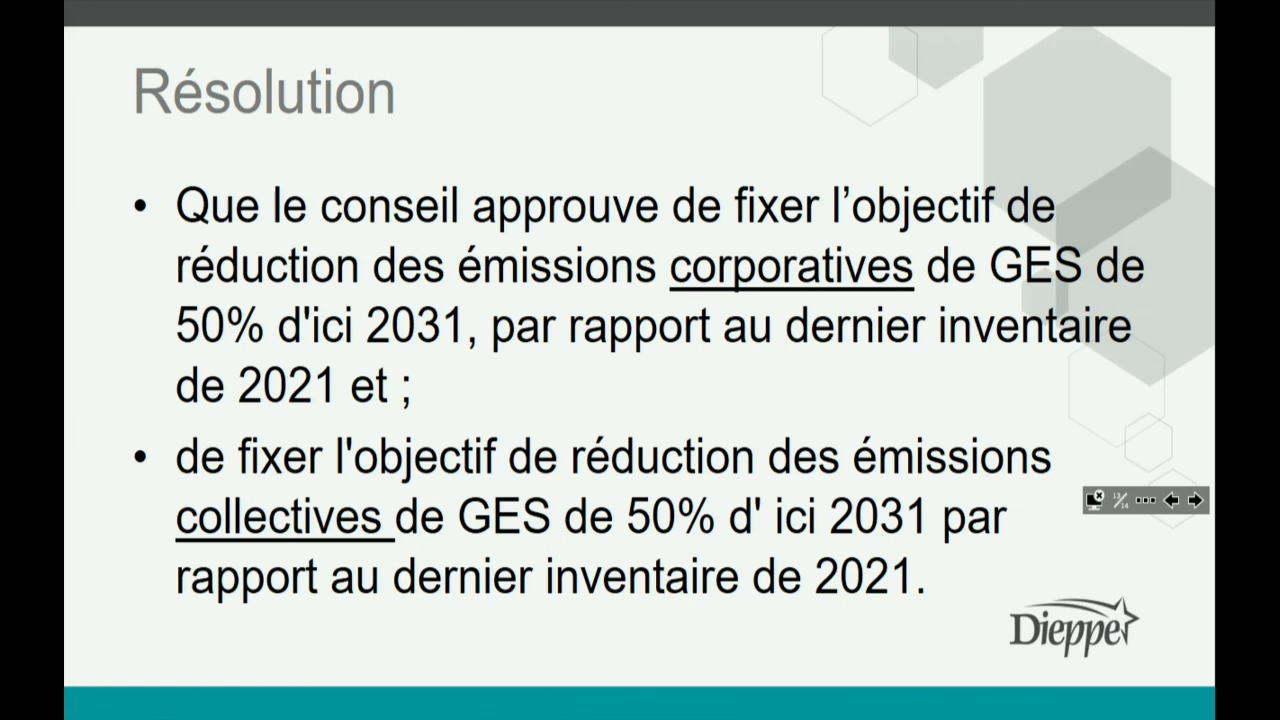 Résolution
• Que le conseil approuve de fixer l’objectif de
réduction des émissions corporatives de GES de
50% d'ici 2031, par rapport au dernier inventaire
de 2021 et ;
• de fixer l'objectif de réduction des émissions
collectives de GES de 50% d' ici 2031 par
rapport au dernier inventaire de 2021.
13/14
Dieppe